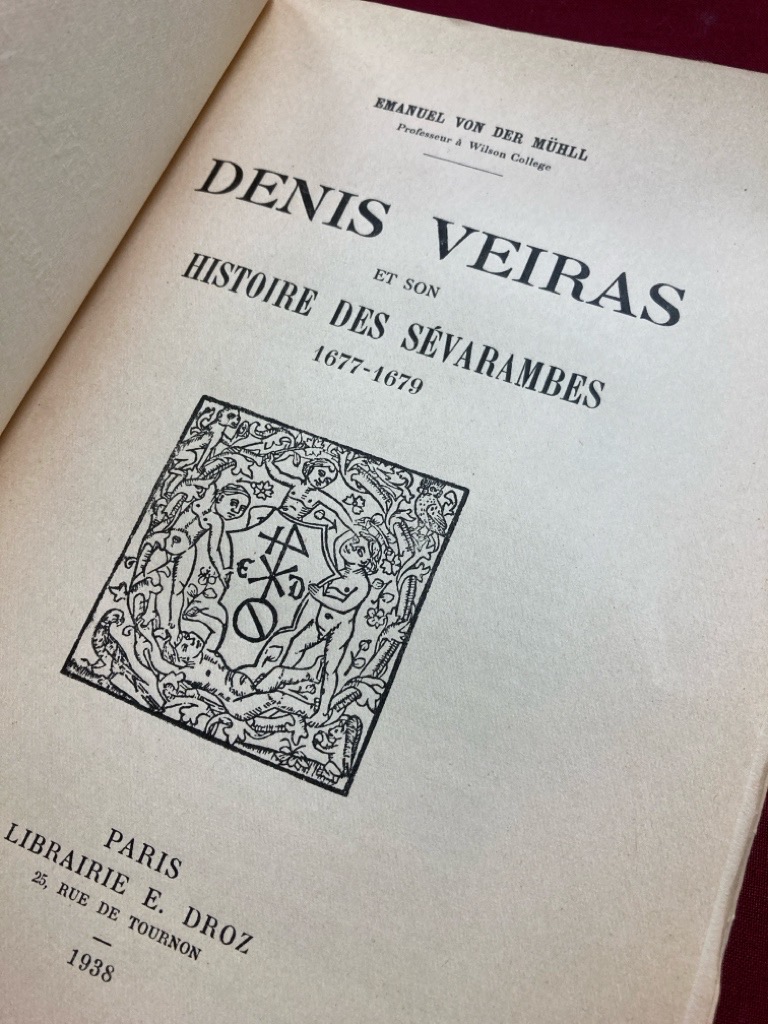 EMANUEL VON DER MÜHLL
Professeur à Wilson College
DENIS VEIRAS
ET SON
HISTOIRE DES SÉVARAMBES
1677-1679
E D
PARIS
LIBRAIRIE E. DROZ
25, RUE DE TOURNON
1938